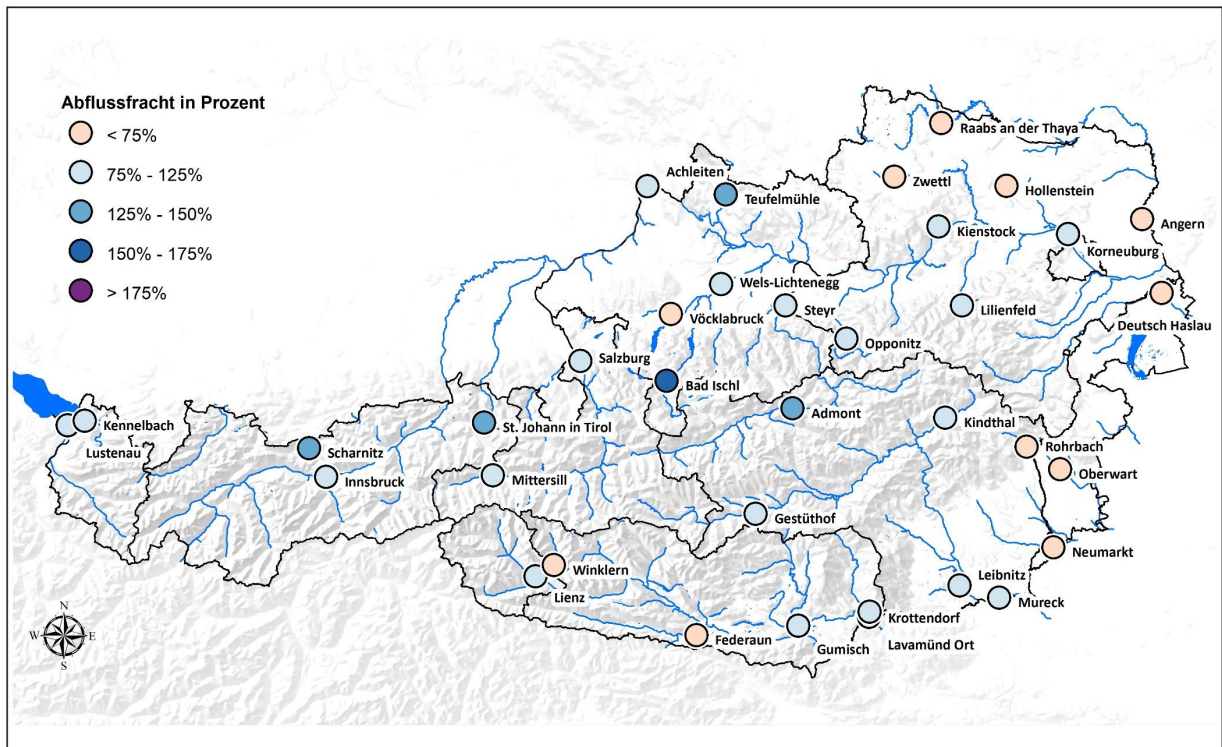 Abflussfracht in Prozent
< 75%
75% - 125%
125% - 150%
150% - 175%
> 175%
Raabs an der Thaya
Achleiten
Zwettl
Hollenstein
Teufelmühle
Angern
Kienstock
Korneuburg
Wels-Lichtenegg
Steyr
Lilienfeld
Vöcklabruck
Deutsch Haslau
Opponitz
Salzburg
Bad Ischl
Admont
Kindthal
Kennelbach
St. Johann in Tirol
Lustenau
Scharnitz
Rohrbach
Innsbruck
Mittersill
Oberwart
Gestüthof
Neumarkt
Winklern
Leibnitz
Lienz
Mureck
N
W E
S
Krottendorf
Federaun
Gumisch
Lavamünd Ort